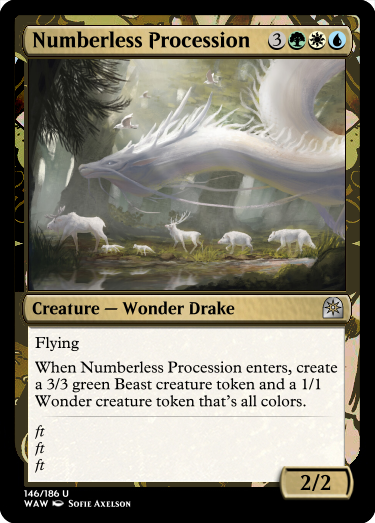 Numberless Procession 3
Creature — Wonder Drake
Flying
When Numberless Procession enters, create
a 3/3 green Beast creature token and a 1/1
Wonder creature token that's all colors.
ft
ft
ft
2/2
146/186 U
WAW Sofie Axelson